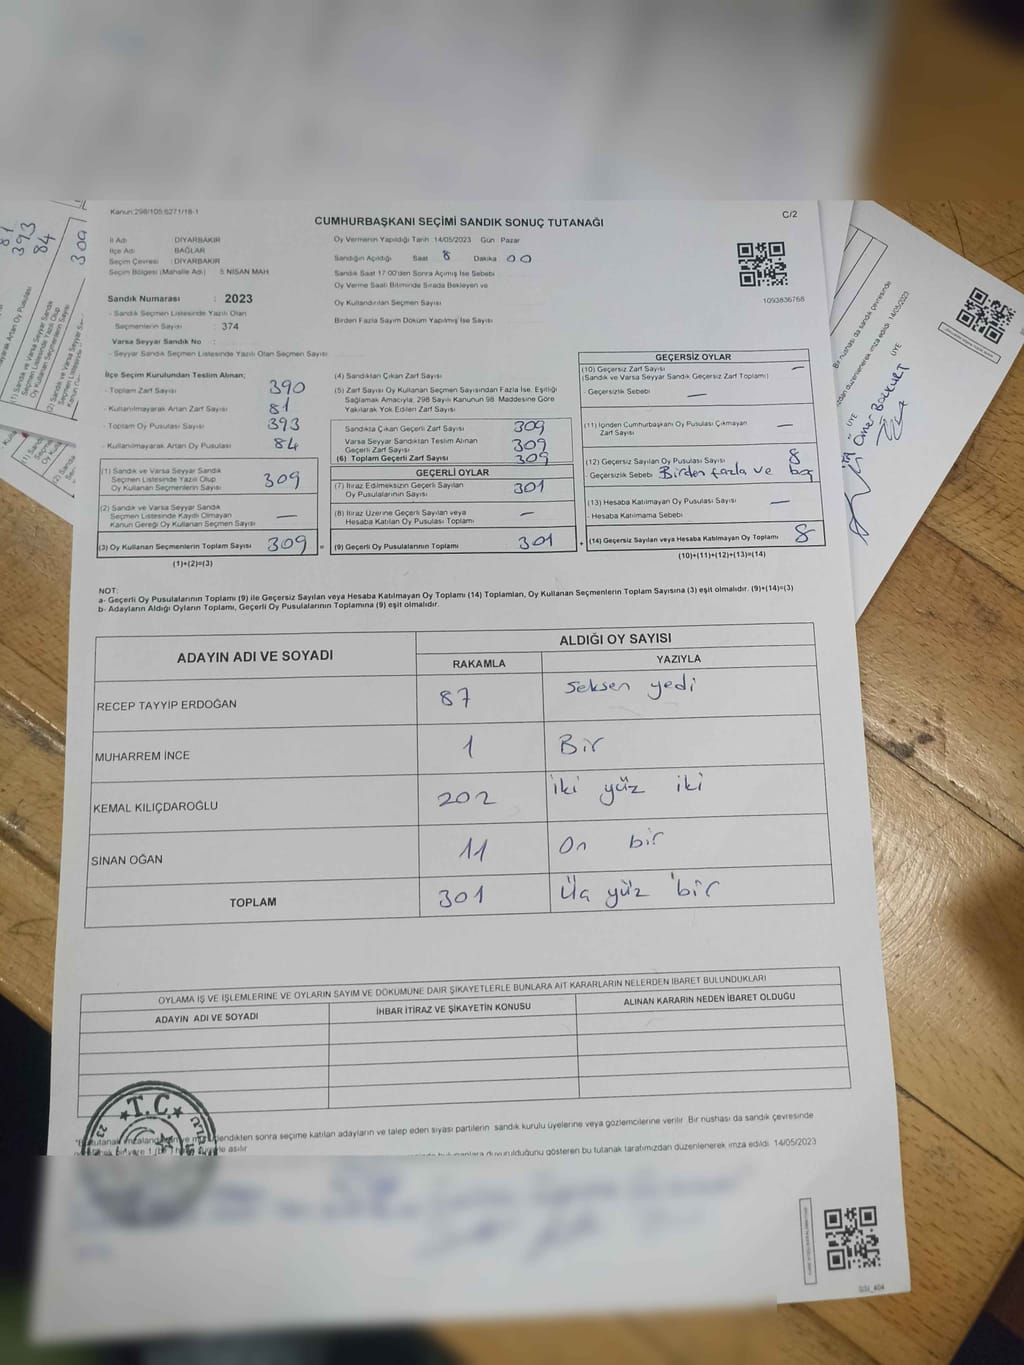 Kanun:298/105;6271/18-1
C/2
CUMHURBAŞKANI SEÇİMİ SANDIK SONUÇ TUTANAĞI
İl Adı : DİYARBAKIR
İlçe Adı : BAĞLAR
Seçim Çevresi : DİYARBAKIR
Seçim Bölgesi (Mahalle Adı) : 5 NİSAN MAH.
Sandık Numarası : 2023
- Sandık Seçmen Listesinde Yazılı Olan
Seçmenlerin Sayısı : 374
Varsa Seyyar Sandık No :
- Seyyar Sandık Seçmen Listesinde Yazılı Olan Seçmen Sayısı
Oy Vermenin Yapıldığı Tarih 14/05/2023 Gün Pazar
Sandığın Açıldığı Saat 8 Dakika 00
Sandık Saat 17:00'den Sonra Açılmış İse Sebebi
Oy Verme Saati Bitiminde Sırada Bekleyen ve
Oy Kullandırılan Seçmen Sayısı
Birden Fazla Sayım Döküm Yapılmış İse Sayısı
1093836768
İlçe Seçim Kurulundan Teslim Alınan;
- Toplam Zarf Sayısı 390
- Kullanılmayarak Artan Zarf Sayısı 81
- Toplam Oy Pusulası Sayısı 393
- Kullanılmayarak Artan Oy Pusulası 84
(1) Sandık ve Varsa Seyyar Sandık
Seçmen Listesinde Yazılı Olup
Oy Kullanan Seçmenlerin Sayısı 309
(2) Sandık ve Varsa Seyyar Sandık
Seçmen Listesinde Kaydı Olmayan
Kanun Gereği Oy Kullanan Seçmen Sayısı —
(3) Oy Kullanan Seçmenlerin Toplam Sayısı 309 =
(1)+(2)=(3)
(4) Sandıktan Çıkan Zarf Sayısı
(5) Zarf Sayısı Oy Kullanan Seçmen Sayısından Fazla İse, Eşitliği
Sağlamak Amacıyla, 298 Sayılı Kanunun 98. Maddesine Göre
Yakılarak Yok Edilen Zarf Sayısı
Sandıkta Çıkan Geçerli Zarf Sayısı 309
Varsa Seyyar Sandıktan Teslim Alınan
Geçerli Zarf Sayısı 309
(6) Toplam Geçerli Zarf Sayısı 309
GEÇERLİ OYLAR
(7) İtiraz Edilmeksizin Geçerli Sayılan
Oy Pusulalarının Sayısı 301
(8) İtiraz Üzerine Geçerli Sayılan veya
Hesaba Katılan Oy Pusulası Toplamı —
(9) Geçerli Oy Pusulalarının Toplamı 301 +
GEÇERSİZ OYLAR
(10) Geçersiz Zarf Sayısı —
(Sandık ve Varsa Seyyar Sandık Geçersiz Zarf Toplamı)
- Geçersizlik Sebebi —
(11) İçinden Cumhurbaşkanı Oy Pusulası Çıkmayan
Zarf Sayısı —
(12) Geçersiz Sayılan Oy Pusulası Sayısı 8
- Geçersizlik Sebebi Birden fazla ve boş
(13) Hesaba Katılmayan Oy Pusulası Sayısı —
- Hesaba Katılmama Sebebi
(14) Geçersiz Sayılan veya Hesaba Katılmayan Oy Toplamı 8
(10)+(11)+(12)+(13)=(14)
NOT:
a- Geçerli Oy Pusulalarının Toplamı (9) ile Geçersiz Sayılan veya Hesaba Katılmayan Oy Toplamı (14) Toplamları, Oy Kullanan Seçmenlerin Toplam Sayısına (3) eşit olmalıdır. (9)+(14)=(3)
b- Adayların Aldığı Oyların Toplamı, Geçerli Oy Pusulalarının Toplamına (9) eşit olmalıdır.
ADAYIN ADI VE SOYADI
ALDIĞI OY SAYISI
RAKAMLA YAZIYLA
RECEP TAYYİP ERDOĞAN 87 Seksen yedi
MUHARREM İNCE 1 Bir
KEMAL KILIÇDAROĞLU 202 iki yüz iki
SİNAN OĞAN 11 On bir
TOPLAM 301 Üç yüz bir
OYLAMA İŞ VE İŞLEMLERİNE VE OYLARIN SAYIM VE DÖKÜMÜNE DAİR ŞİKAYETLERLE BUNLARA AİT KARARLARIN NELERDEN İBARET BULUNDUKLARI
ADAYIN ADI VE SOYADI İHBAR İTİRAZ VE ŞİKAYETİN KONUSU ALINAN KARARIN NEDEN İBARET OLDUĞU
T.C.
sonra seçime katılan adayların ve talep eden siyasi partilerin sandık kurulu üyelerine veya gözlemcilerine verilir. Bir nüshası da sandık çevresinde
asılır
duyurulduğunu gösteren bu tutanak tarafımızdan düzenlenerek imza edildi. 14/05/2023
81
393
84
309
Bir nüshası da sandık çevresinde
düzenlenerek imza edildi. 14/05/2023
ÜYE
ÜYE
Ömer BOZKURT